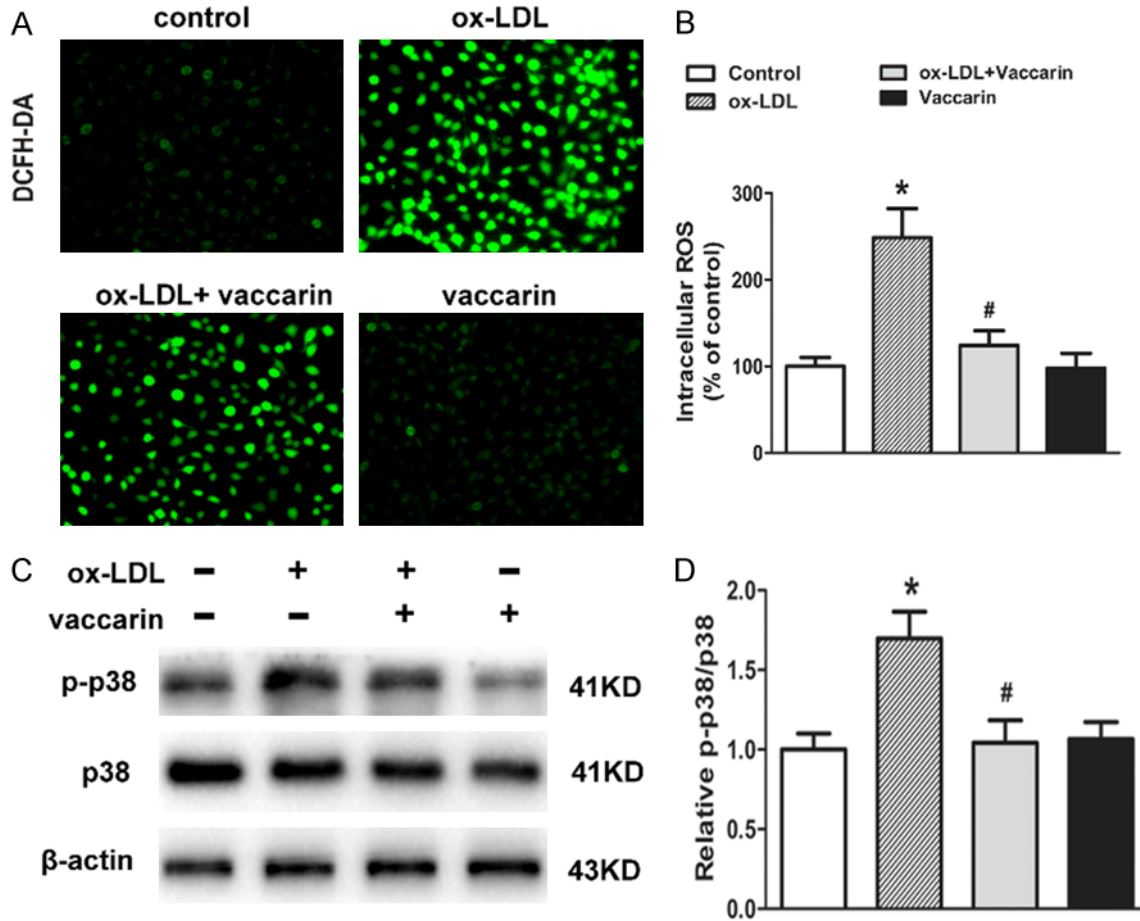 A
control
ox-LDL
DCFH-DA
ox-LDL+ vaccarin
vaccarin
B
Control
ox-LDL
ox-LDL+Vaccarin
Vaccarin
Intracellular ROS
(% of control)
300
200
100
0
*
#
C
ox-LDL − + + −
vaccarin − − + +
p-p38 41KD
p38 41KD
β-actin 43KD
D
Relative p-p38/p38
2.0
1.5
1.0
0.5
0.0
*
#